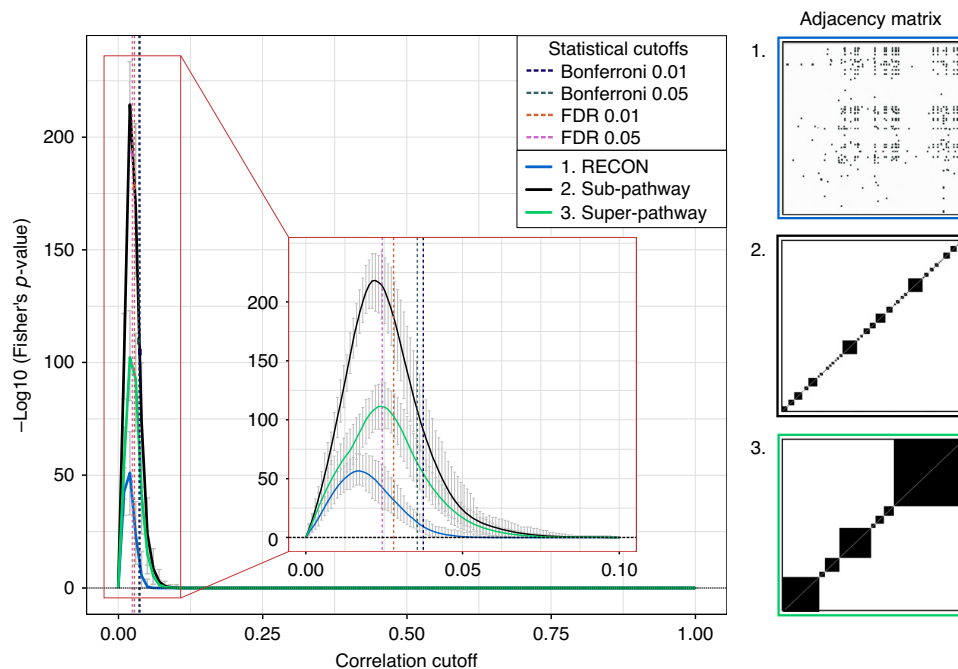 Adjacency matrix
Statistical cutoffs
Bonferroni 0.01
Bonferroni 0.05
FDR 0.01
FDR 0.05
1. RECON
2. Sub-pathway
3. Super-pathway
–Log10 (Fisher's p-value)
200
150
100
50
0
0.00
0.25
0.50
0.75
1.00
Correlation cutoff
200
150
100
50
0
0.00
0.05
0.10
1.
2.
3.